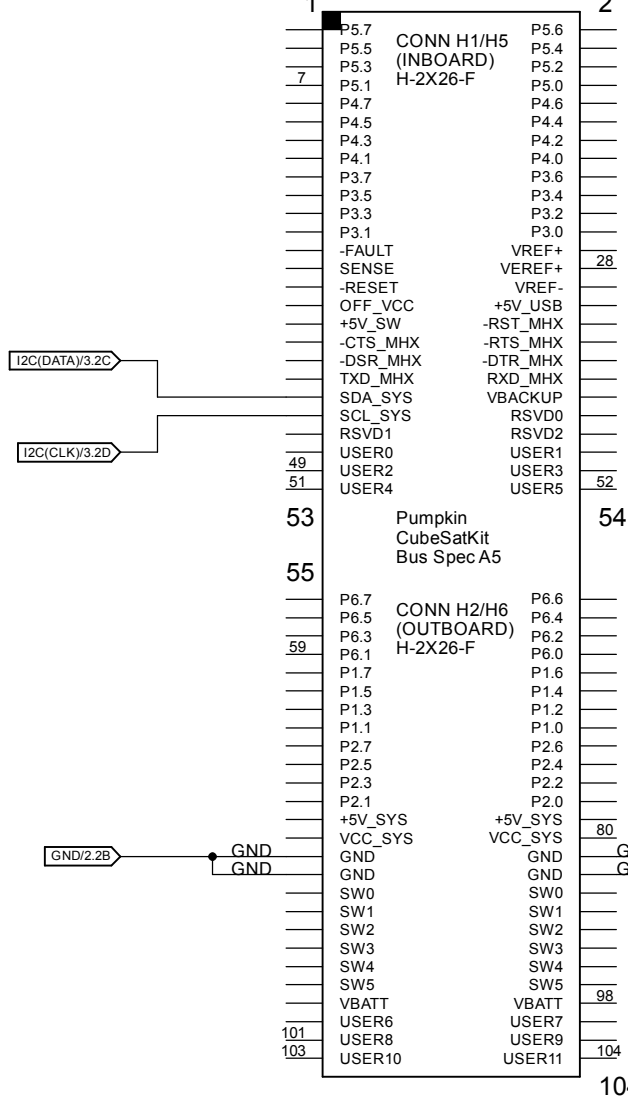 1 2
P5.7 CONN H1/H5 P5.6
P5.5 (INBOARD) P5.4
P5.3 H-2X26-F P5.2
7 P5.1 P5.0
P4.7 P4.6
P4.5 P4.4
P4.3 P4.2
P4.1 P4.0
P3.7 P3.6
P3.5 P3.4
P3.3 P3.2
P3.1 P3.0
-FAULT VREF+
SENSE VEREF+ 28
-RESET VREF-
OFF_VCC +5V_USB
+5V_SW -RST_MHX
-CTS_MHX -RTS_MHX
I2C(DATA)/3.2C -DSR_MHX -DTR_MHX
TXD_MHX RXD_MHX
SDA_SYS VBACKUP
SCL_SYS RSVD0
RSVD1 RSVD2
I2C(CLK)/3.2D USER0 USER1
49 USER2 USER3
51 USER4 USER5 52
53 Pumpkin 54
CubeSatKit
Bus Spec A5
55
P6.7 CONN H2/H6 P6.6
P6.5 (OUTBOARD) P6.4
P6.3 H-2X26-F P6.2
59 P6.1 P6.0
P1.7 P1.6
P1.5 P1.4
P1.3 P1.2
P1.1 P1.0
P2.7 P2.6
P2.5 P2.4
P2.3 P2.2
P2.1 P2.0
+5V_SYS +5V_SYS
VCC_SYS VCC_SYS 80
GND/2.2B GND GND GND G
GND GND GND G
SW0 SW0
SW1 SW1
SW2 SW2
SW3 SW3
SW4 SW4
SW5 SW5
VBATT VBATT 98
USER6 USER7
101 USER8 USER9
103 USER10 USER11 104
104